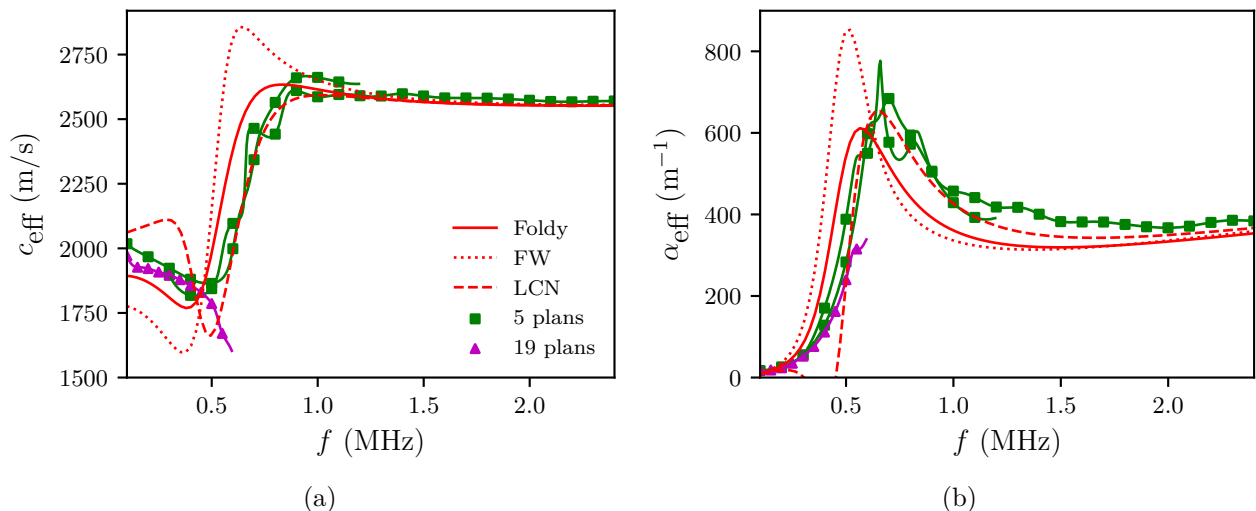 2750
2500
2250
2000
1750
1500
c_eff (m/s)
0.5
1.0
1.5
2.0
f (MHz)
Foldy
FW
LCN
5 plans
19 plans
(a)
800
600
400
200
0
α_eff (m⁻¹)
0.5
1.0
1.5
2.0
f (MHz)
(b)